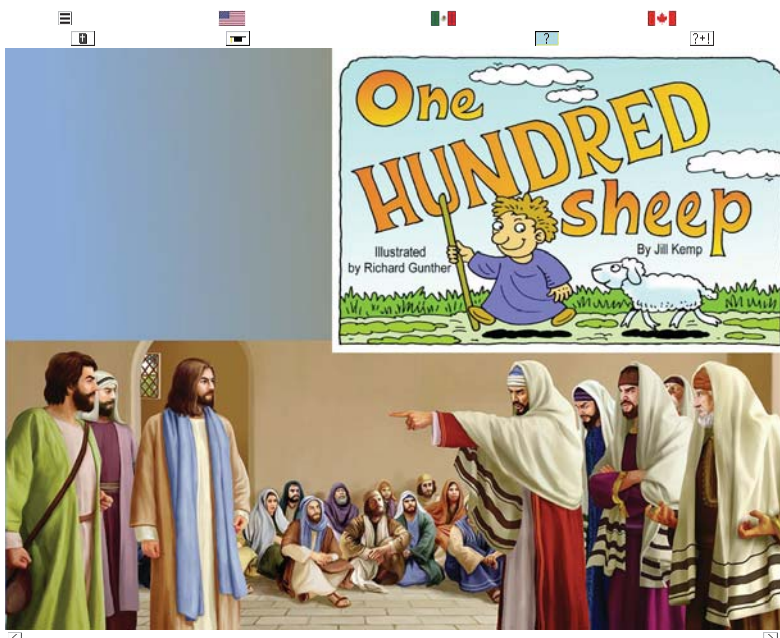 ?
?+!
One
HUNDRED
sheep
Illustrated
by Richard Gunther
By Jill Kemp